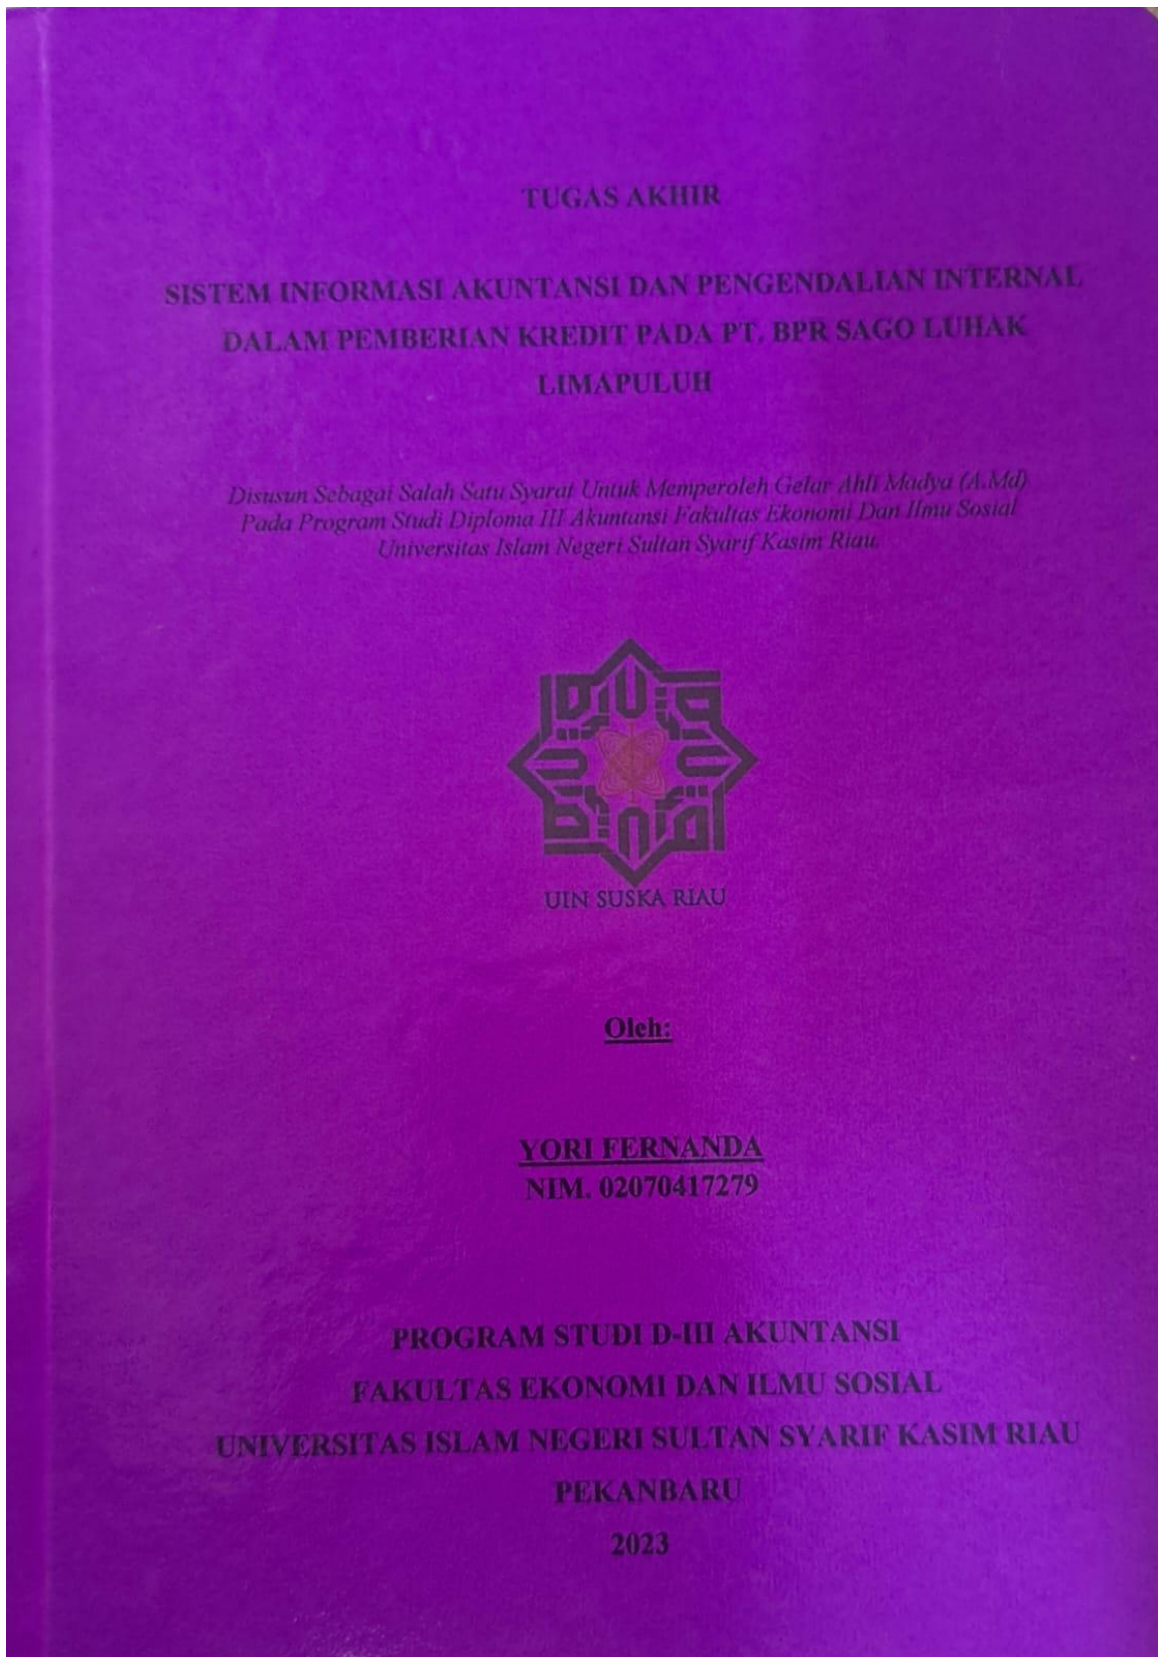 TUGAS AKHIR
SISTEM INFORMASI AKUNTANSI DAN PENGENDALIAN INTERNAL
DALAM PEMBERIAN KREDIT PADA PT. BPR SAGO LUHAK
LIMAPULUH
Disusun Sebagai Salah Satu Syarat Untuk Memperoleh Gelar Ahli Madya (A.Md)
Pada Program Studi Diploma III Akuntansi Fakultas Ekonomi Dan Ilmu Sosial
Universitas Islam Negeri Sultan Syarif Kasim Riau
UIN SUSKA RIAU
Oleh:
YORI FERNANDA
NIM. 02070417279
PROGRAM STUDI D-III AKUNTANSI
FAKULTAS EKONOMI DAN ILMU SOSIAL
UNIVERSITAS ISLAM NEGERI SULTAN SYARIF KASIM RIAU
PEKANBARU
2023